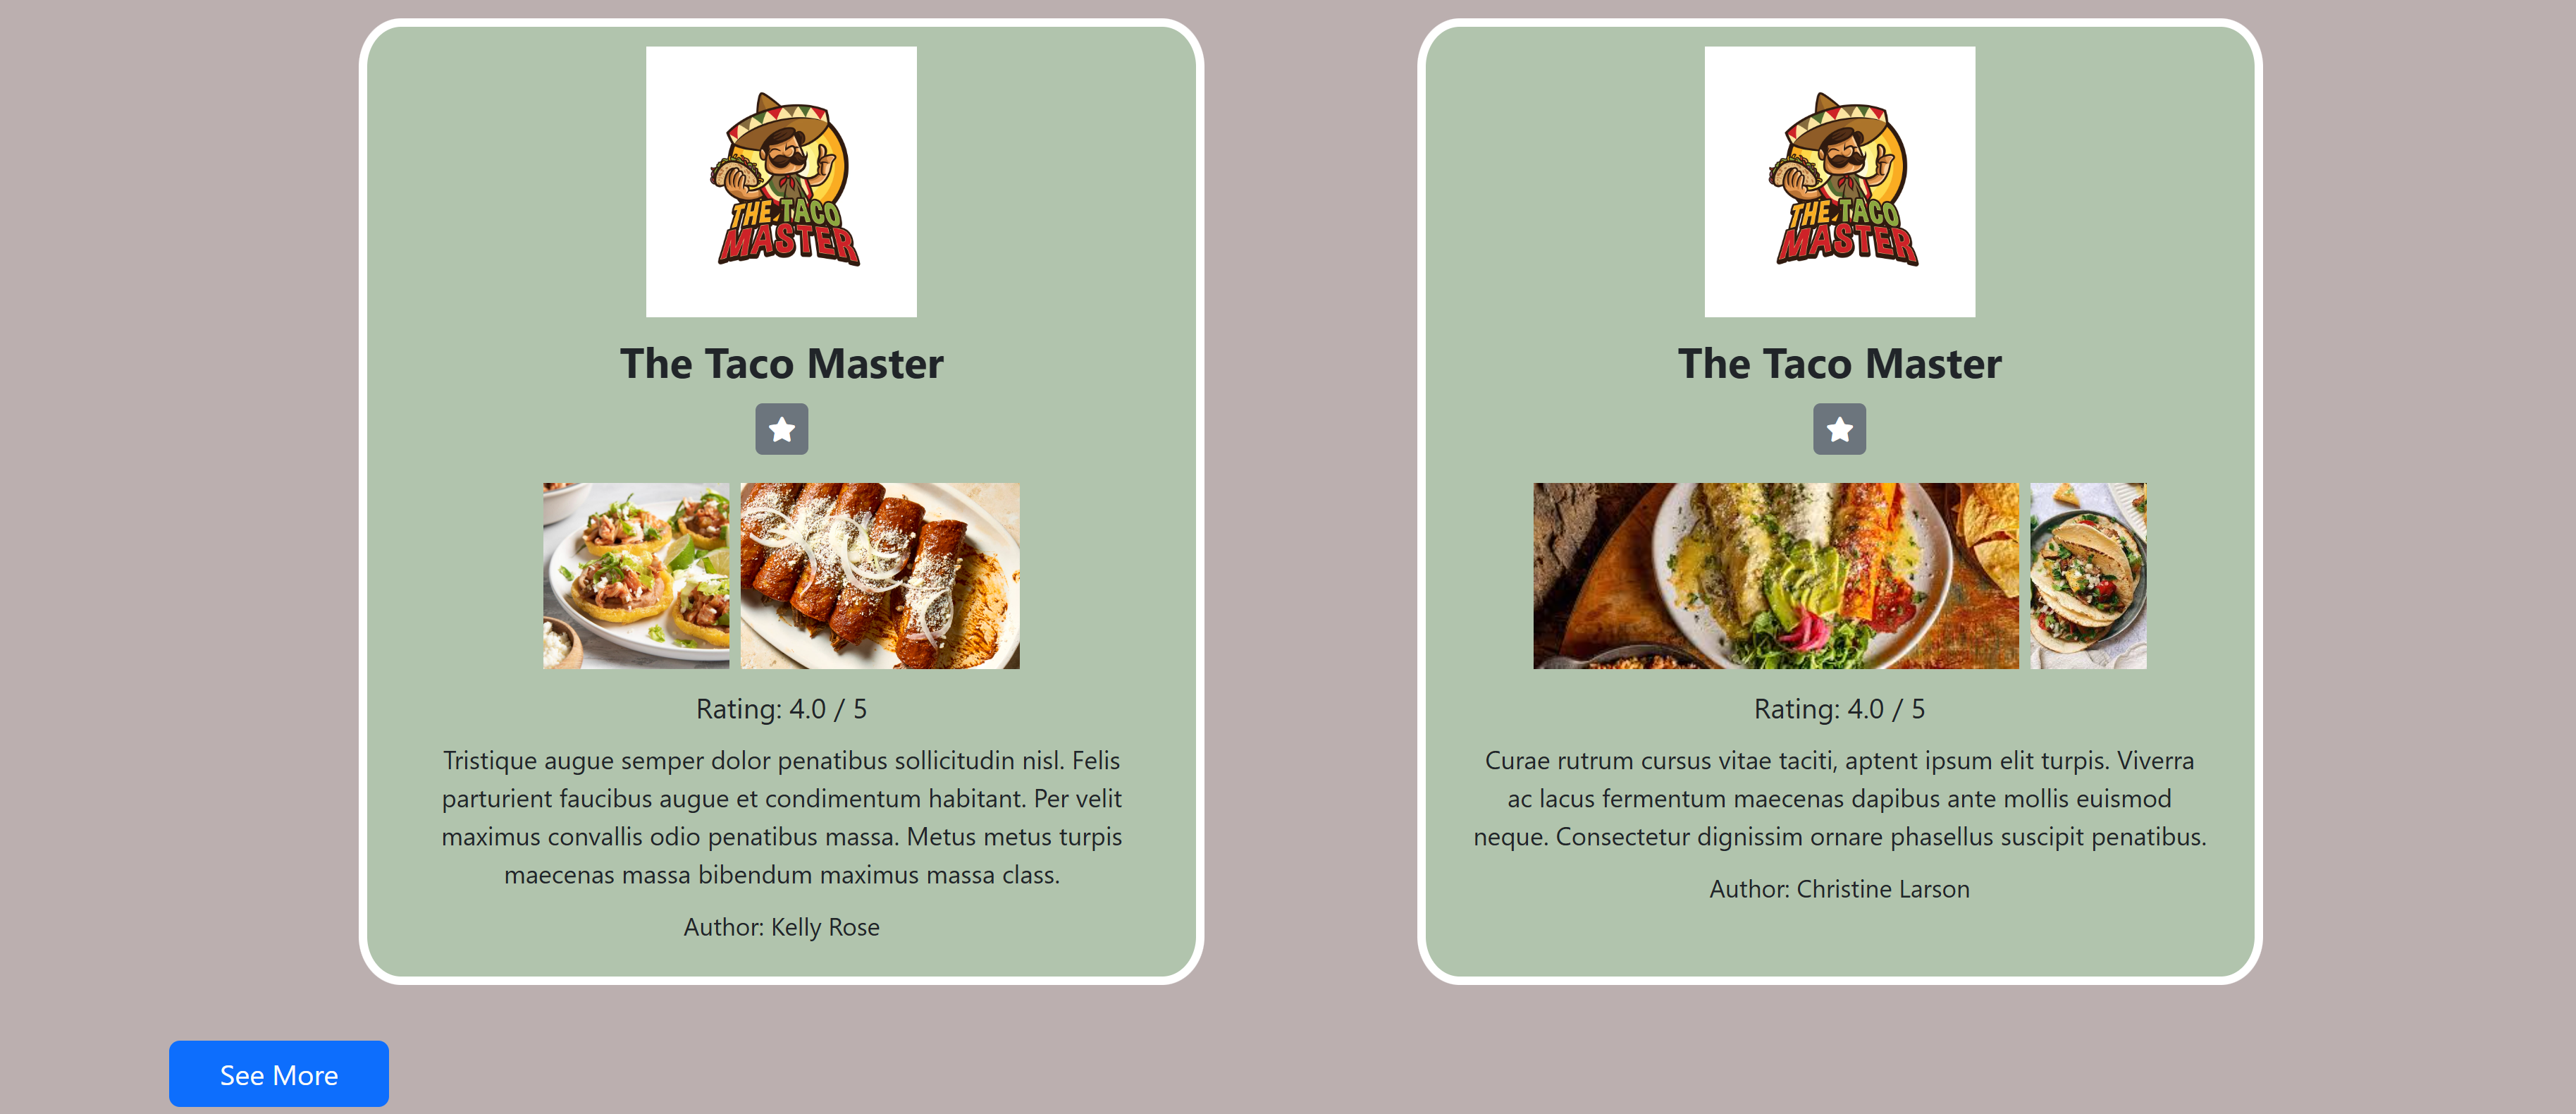 THE TACO
MASTER
The Taco Master
Rating: 4.0 / 5
Tristique augue semper dolor penatibus sollicitudin nisl. Felis
parturient faucibus augue et condimentum habitant. Per velit
maximus convallis odio penatibus massa. Metus metus turpis
maecenas massa bibendum maximus massa class.
Author: Kelly Rose
THE TACO
MASTER
The Taco Master
Rating: 4.0 / 5
Curae rutrum cursus vitae taciti, aptent ipsum elit turpis. Viverra
ac lacus fermentum maecenas dapibus ante mollis euismod
neque. Consectetur dignissim ornare phasellus suscipit penatibus.
Author: Christine Larson
See More